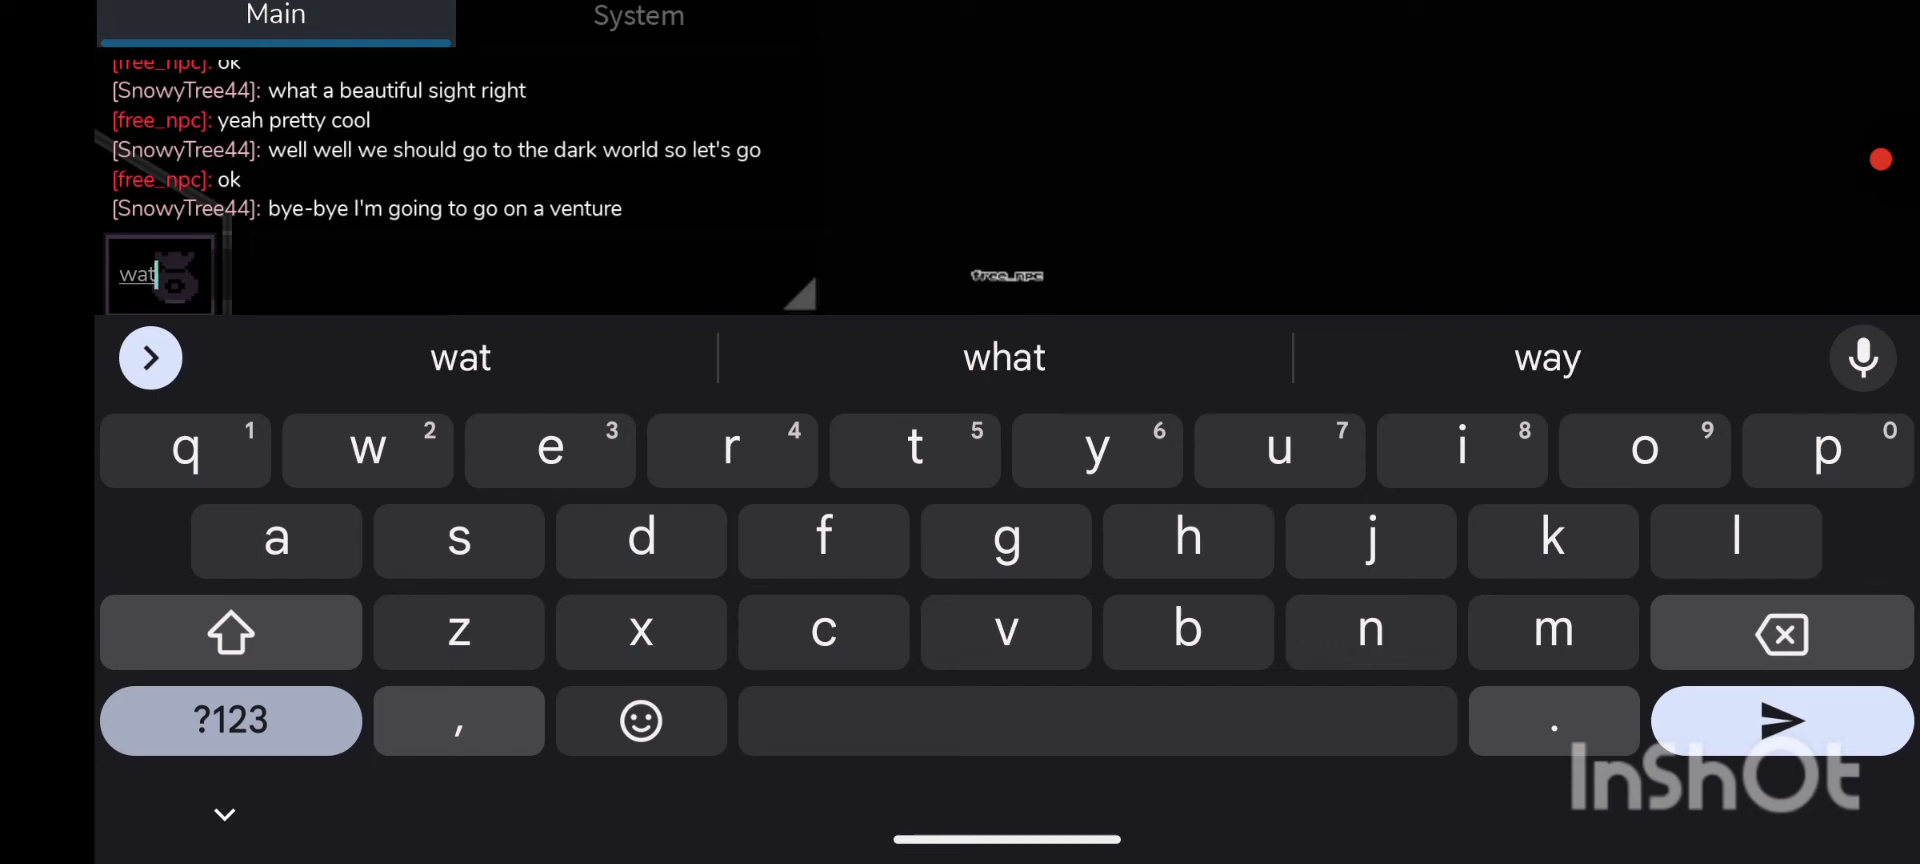 Main
System
[free_npc]: ok
[SnowyTree44]: what a beautiful sight right
[free_npc]: yeah pretty cool
[SnowyTree44]: well well we should go to the dark world so let's go
[free_npc]: ok
[SnowyTree44]: bye-bye I'm going to go on a venture
wat
free_npc
wat what way
q 1 w 2 e 3 r 4 t 5 y 6 u 7 i 8 o 9 p 0
a s d f g h j k l
z x c v b n m
?123 , .
InShOt